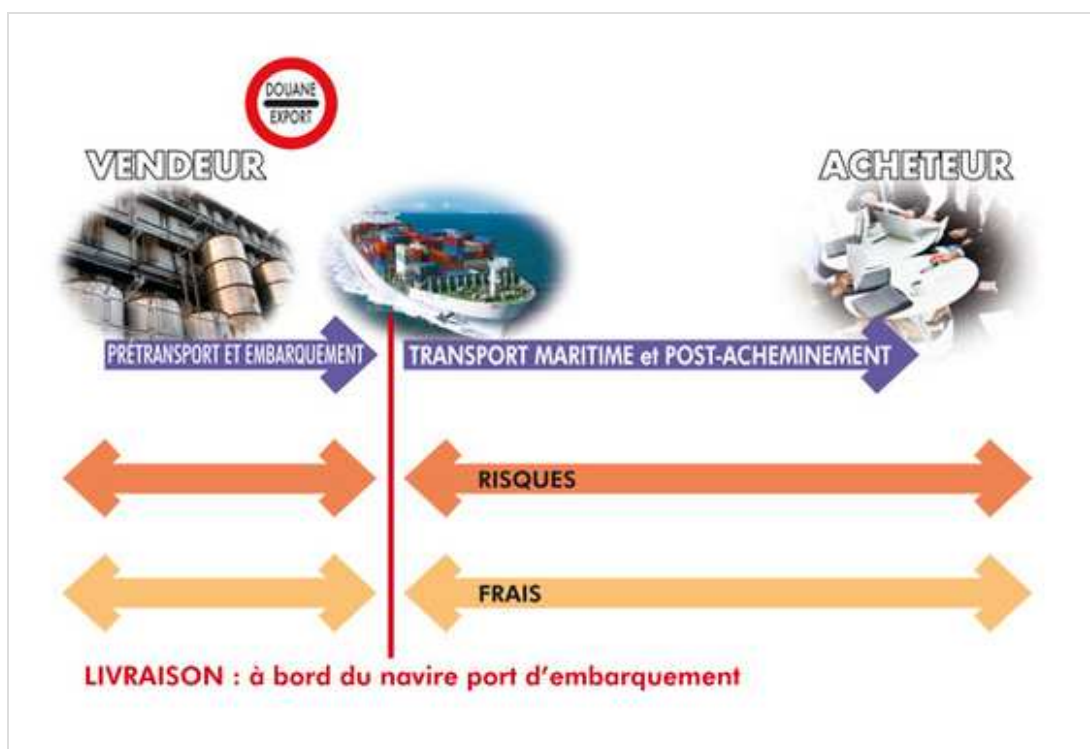 DOUANE
EXPORT
VENDEUR
ACHETEUR
PRÉTRANSPORT ET EMBARQUEMENT
TRANSPORT MARITIME et POST-ACHEMINEMENT
RISQUES
FRAIS
LIVRAISON : à bord du navire port d'embarquement